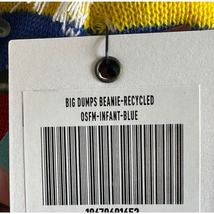 BIG DUMPS BEANIE-RECYCLED
OSFM-INFANT-BLUE